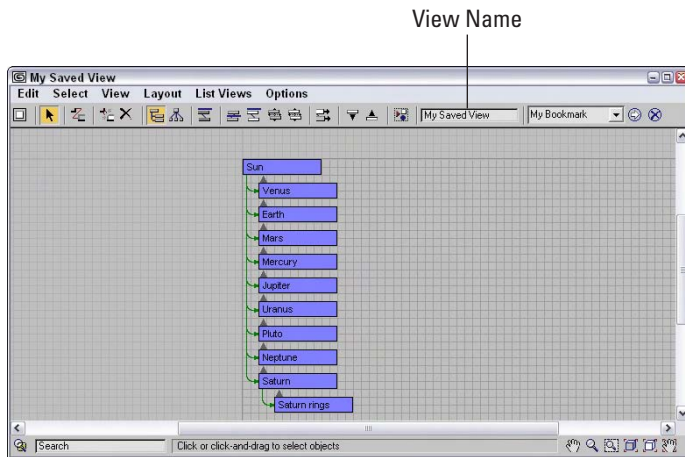 View Name
My Saved View
Edit Select View Layout List Views Options
My Saved View My Bookmark
Sun
Venus
Earth
Mars
Mercury
Jupiter
Uranus
Pluto
Neptune
Saturn
Saturn rings
Search Click or click-and-drag to select objects